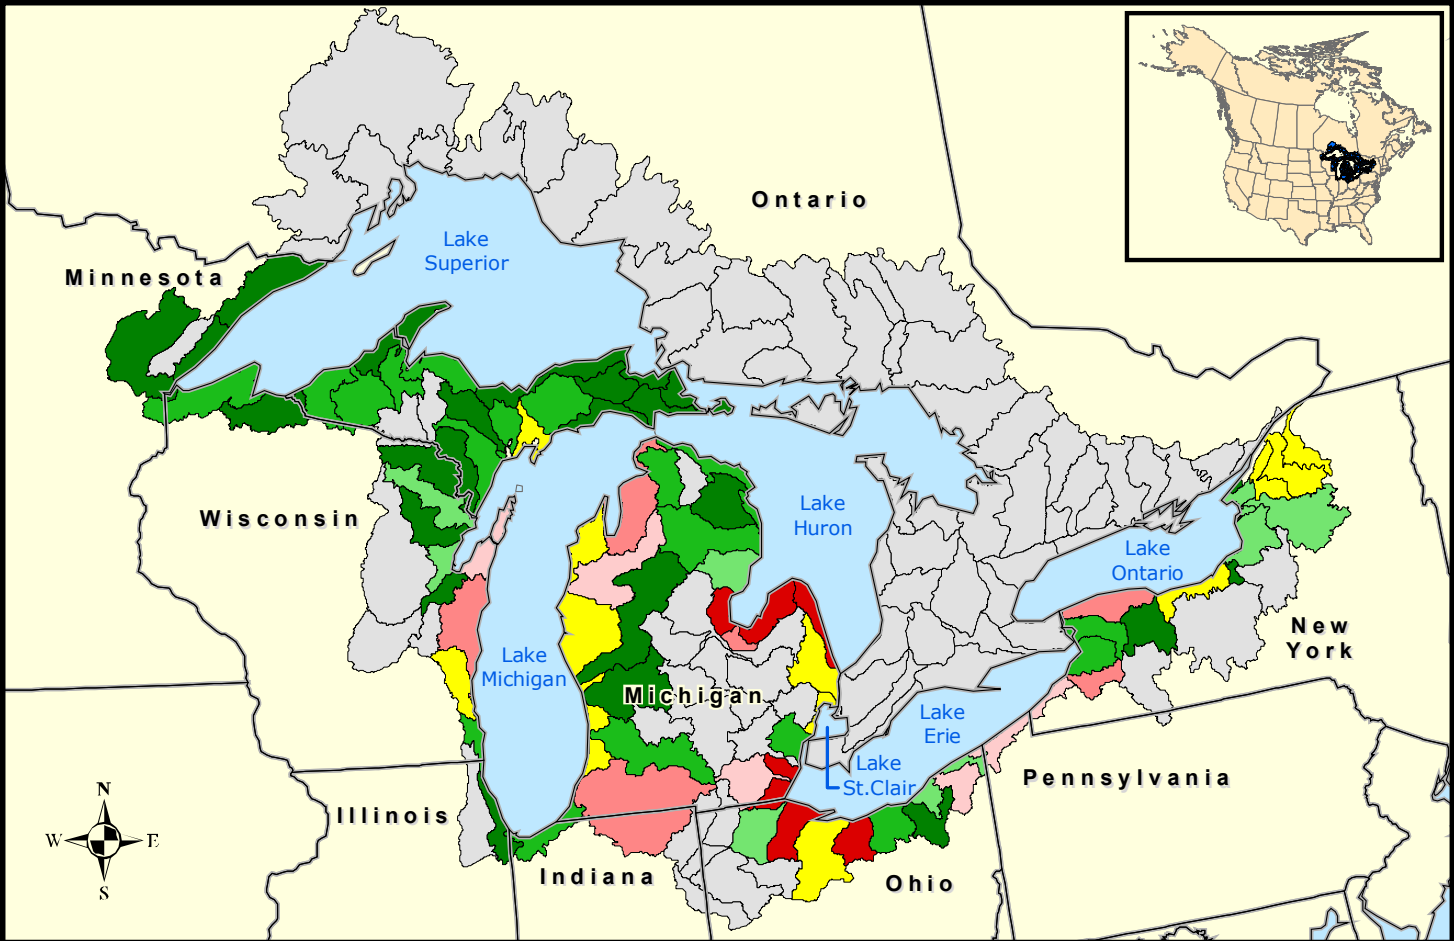 Ontario
Lake
Superior
Minnesota
Wisconsin
Lake
Huron
Lake
Ontario
New
York
Lake
Michigan
Michigan
Lake
Erie
Lake
St.Clair
Pennsylvania
Illinois
Indiana
Ohio
N
W
E
S